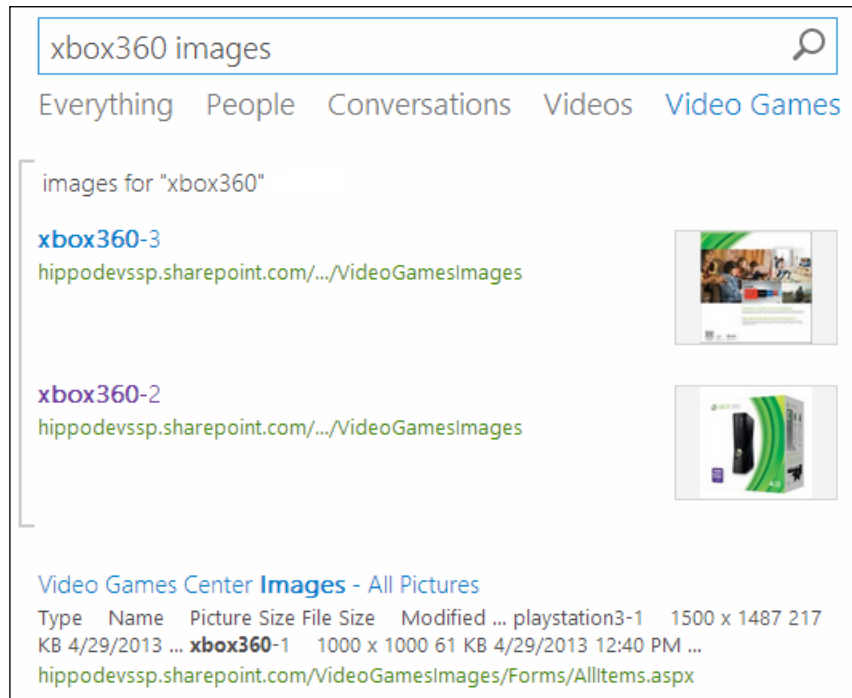 xbox360 images
Everything People Conversations Videos Video Games
images for "xbox360"
xbox360-3
hippodevssp.sharepoint.com/.../VideoGamesImages
xbox360-2
hippodevssp.sharepoint.com/.../VideoGamesImages
Video Games Center Images - All Pictures
Type Name Picture Size File Size Modified ... playstation3-1 1500 x 1487 217
KB 4/29/2013 ... xbox360-1 1000 x 1000 61 KB 4/29/2013 12:40 PM ...
hippodevssp.sharepoint.com/VideoGamesImages/Forms/AllItems.aspx